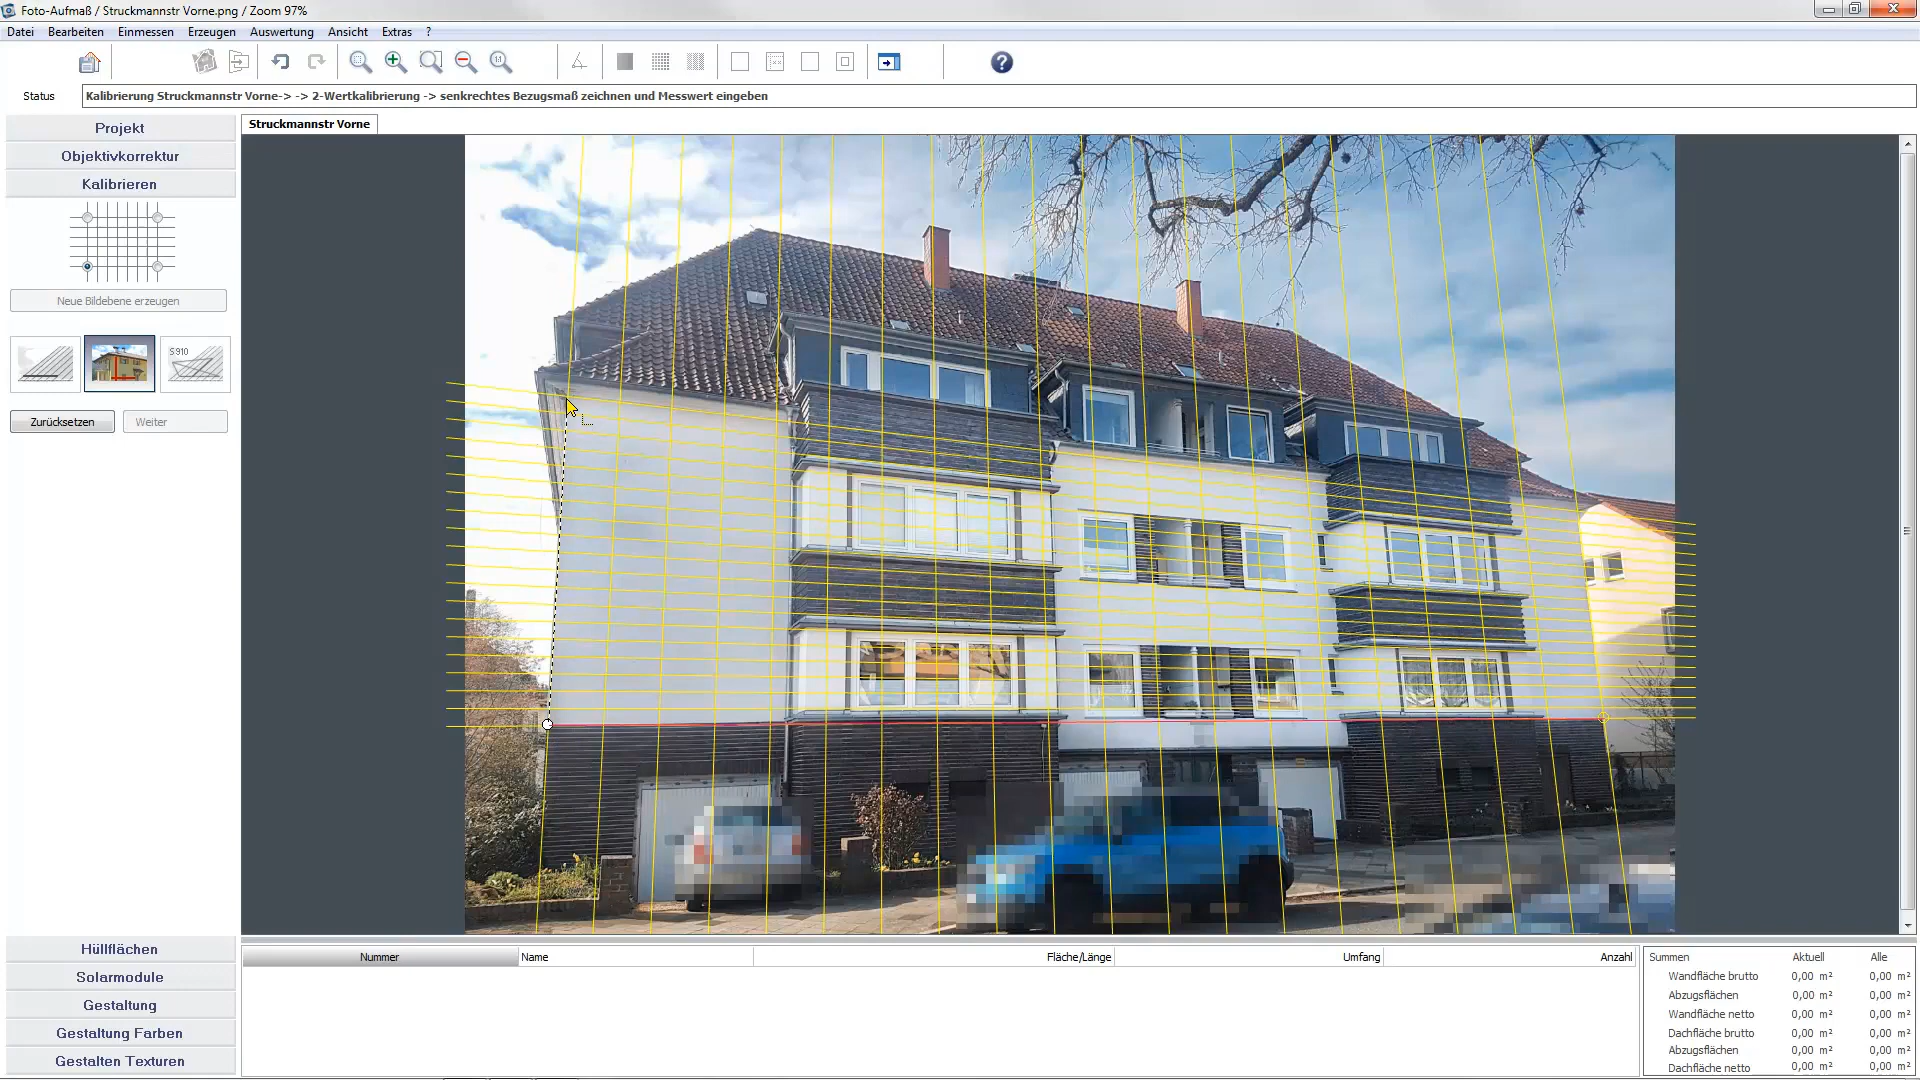 Foto-Aufmaß / Struckmannstr Vorne.png / Zoom 97%
Datei Bearbeiten Einmessen Erzeugen Auswertung Ansicht Extras ?
Status Kalibrierung Struckmannstr Vorne-> -> 2-Wertkalibrierung -> senkrechtes Bezugsmaß zeichnen und Messwert eingeben
Projekt
Struckmannstr Vorne
Objektivkorrektur
Kalibrieren
Neue Bildebene erzeugen
S910
Zurücksetzen Weiter
Hüllflächen
Solarmodule
Gestaltung
Gestaltung Farben
Gestalten Texturen
Nummer Name Fläche/Länge Umfang Anzahl
Summen Aktuell Alle
Wandfläche brutto 0,00 m² 0,00 m²
Abzugsflächen 0,00 m² 0,00 m²
Wandfläche netto 0,00 m² 0,00 m²
Dachfläche brutto 0,00 m² 0,00 m²
Abzugsflächen 0,00 m² 0,00 m²
Dachfläche netto 0,00 m² 0,00 m²